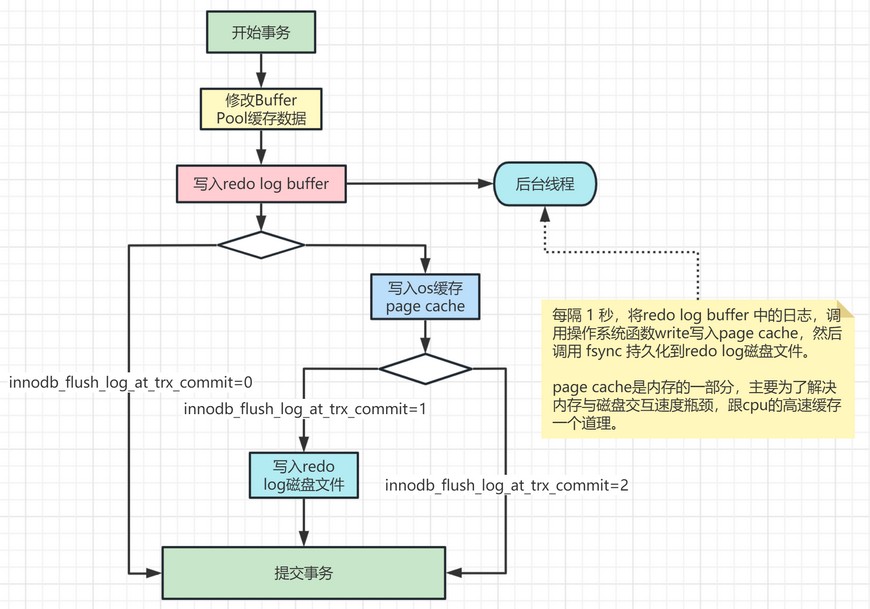 开始事务
修改Buffer
Pool缓存数据
写入redo log buffer
后台线程
写入os缓存
page cache
每隔 1 秒，将redo log buffer 中的日志，调
用操作系统函数write写入page cache，然后
调用 fsync 持久化到redo log磁盘文件。
page cache是内存的一部分，主要为了解决
内存与磁盘交互速度瓶颈，跟cpu的高速缓存
一个道理。
innodb_flush_log_at_trx_commit=0
innodb_flush_log_at_trx_commit=1
写入redo
log磁盘文件
innodb_flush_log_at_trx_commit=2
提交事务